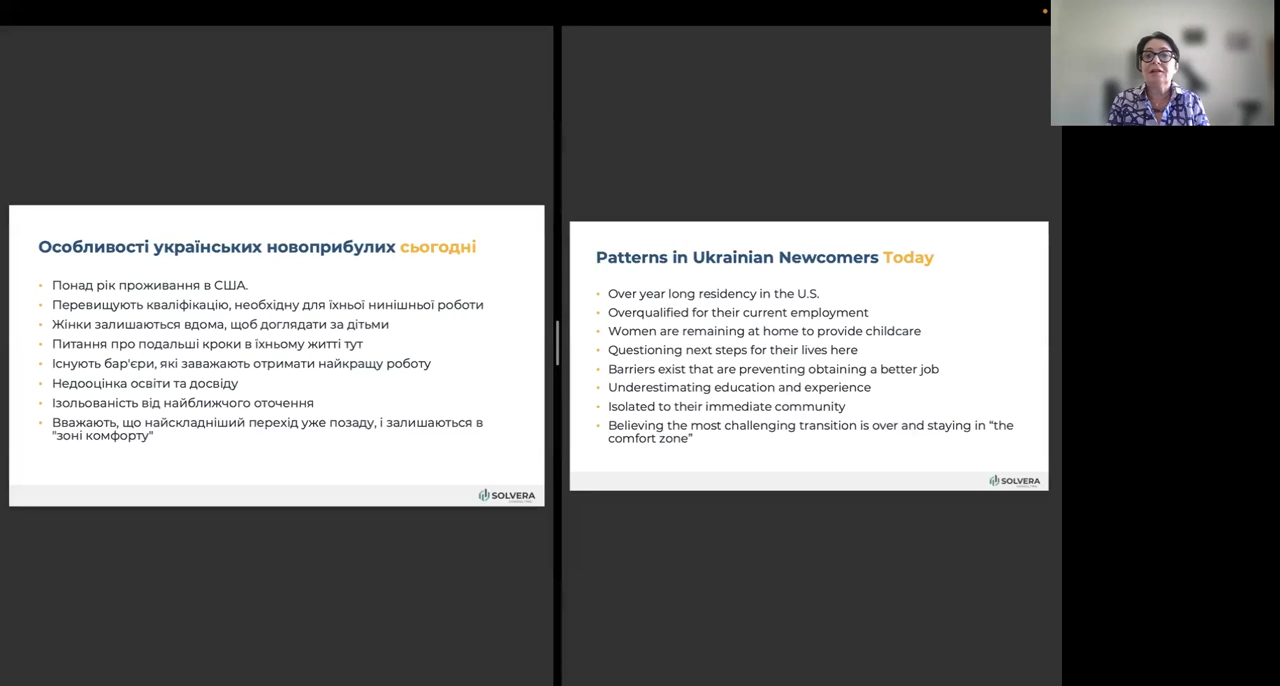 Особливості українських новоприбулих сьогодні
• Понад рік проживання в США.
• Перевищують кваліфікацію, необхідну для їхньої нинішньої роботи
• Жінки залишаються вдома, щоб доглядати за дітьми
• Питання про подальші кроки в їхньому житті тут
• Існують бар'єри, які заважають отримати найкращу роботу
• Недооцінка освіти та досвіду
• Ізольованість від найближчого оточення
• Вважають, що найскладніший перехід уже позаду, і залишаються в
"зоні комфорту"
SOLVERA
Patterns in Ukrainian Newcomers Today
• Over year long residency in the U.S.
• Overqualified for their current employment
• Women are remaining at home to provide childcare
• Questioning next steps for their lives here
• Barriers exist that are preventing obtaining a better job
• Underestimating education and experience
• Isolated to their immediate community
• Believing the most challenging transition is over and staying in “the
comfort zone”
SOLVERA